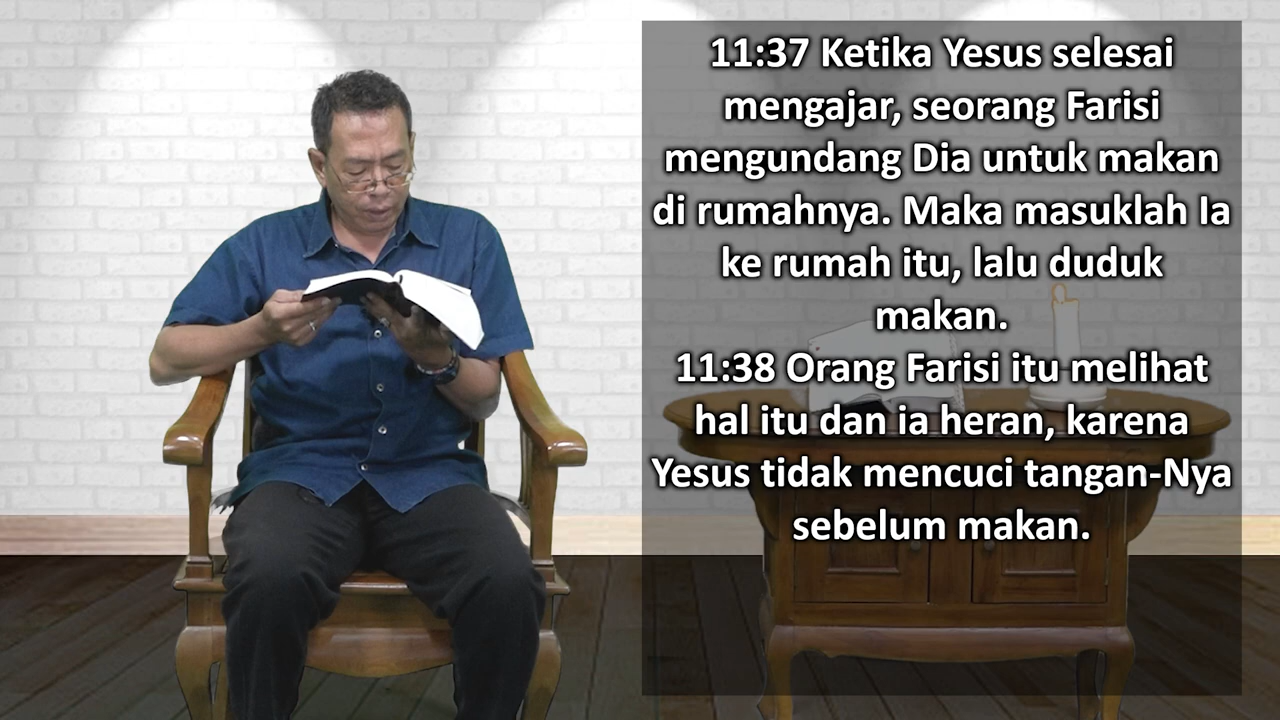 11:37 Ketika Yesus selesai
mengajar, seorang Farisi
mengundang Dia untuk makan
di rumahnya. Maka masuklah Ia
ke rumah itu, lalu duduk
makan.
11:38 Orang Farisi itu melihat
hal itu dan ia heran, karena
Yesus tidak mencuci tangan-Nya
sebelum makan.